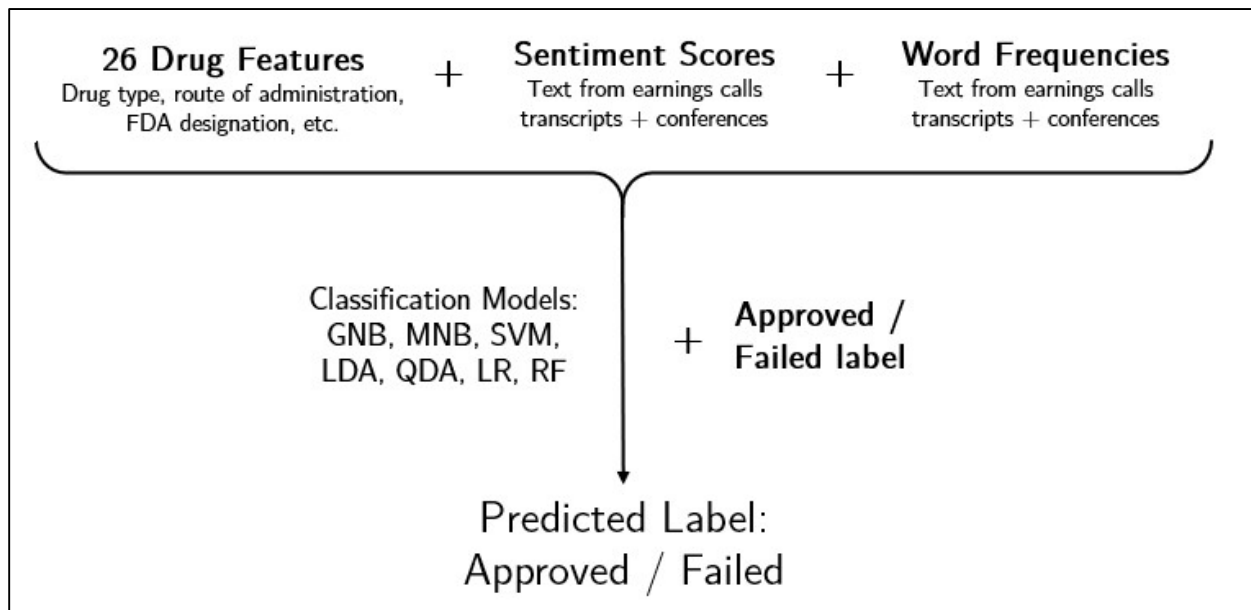 26 Drug Features
Drug type, route of administration,
FDA designation, etc.
+
Sentiment Scores
Text from earnings calls
transcripts + conferences
+
Word Frequencies
Text from earnings calls
transcripts + conferences
Classification Models:
GNB, MNB, SVM,
LDA, QDA, LR, RF
+
Approved /
Failed label
Predicted Label:
Approved / Failed